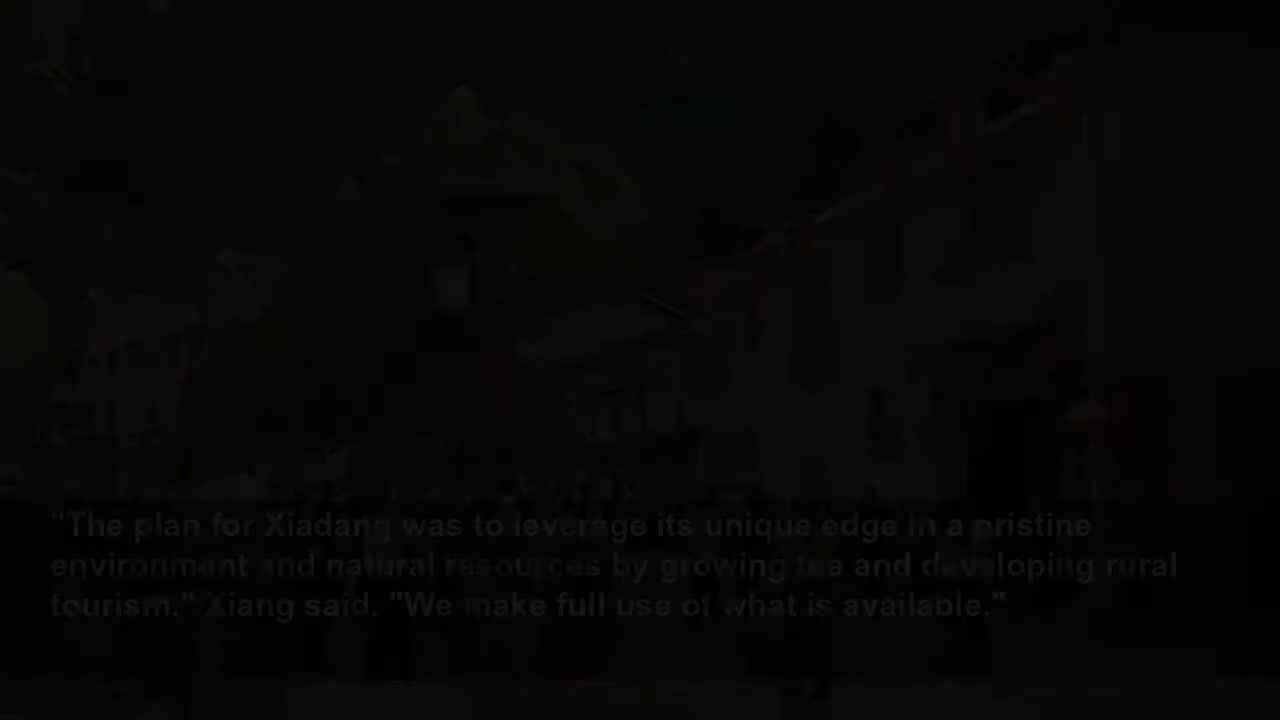 "The plan for Xiadang was to leverage its unique edge in a pristine
environment and natural resources by growing tea and developing rural
tourism." Xiang said. "We make full use of what is available."